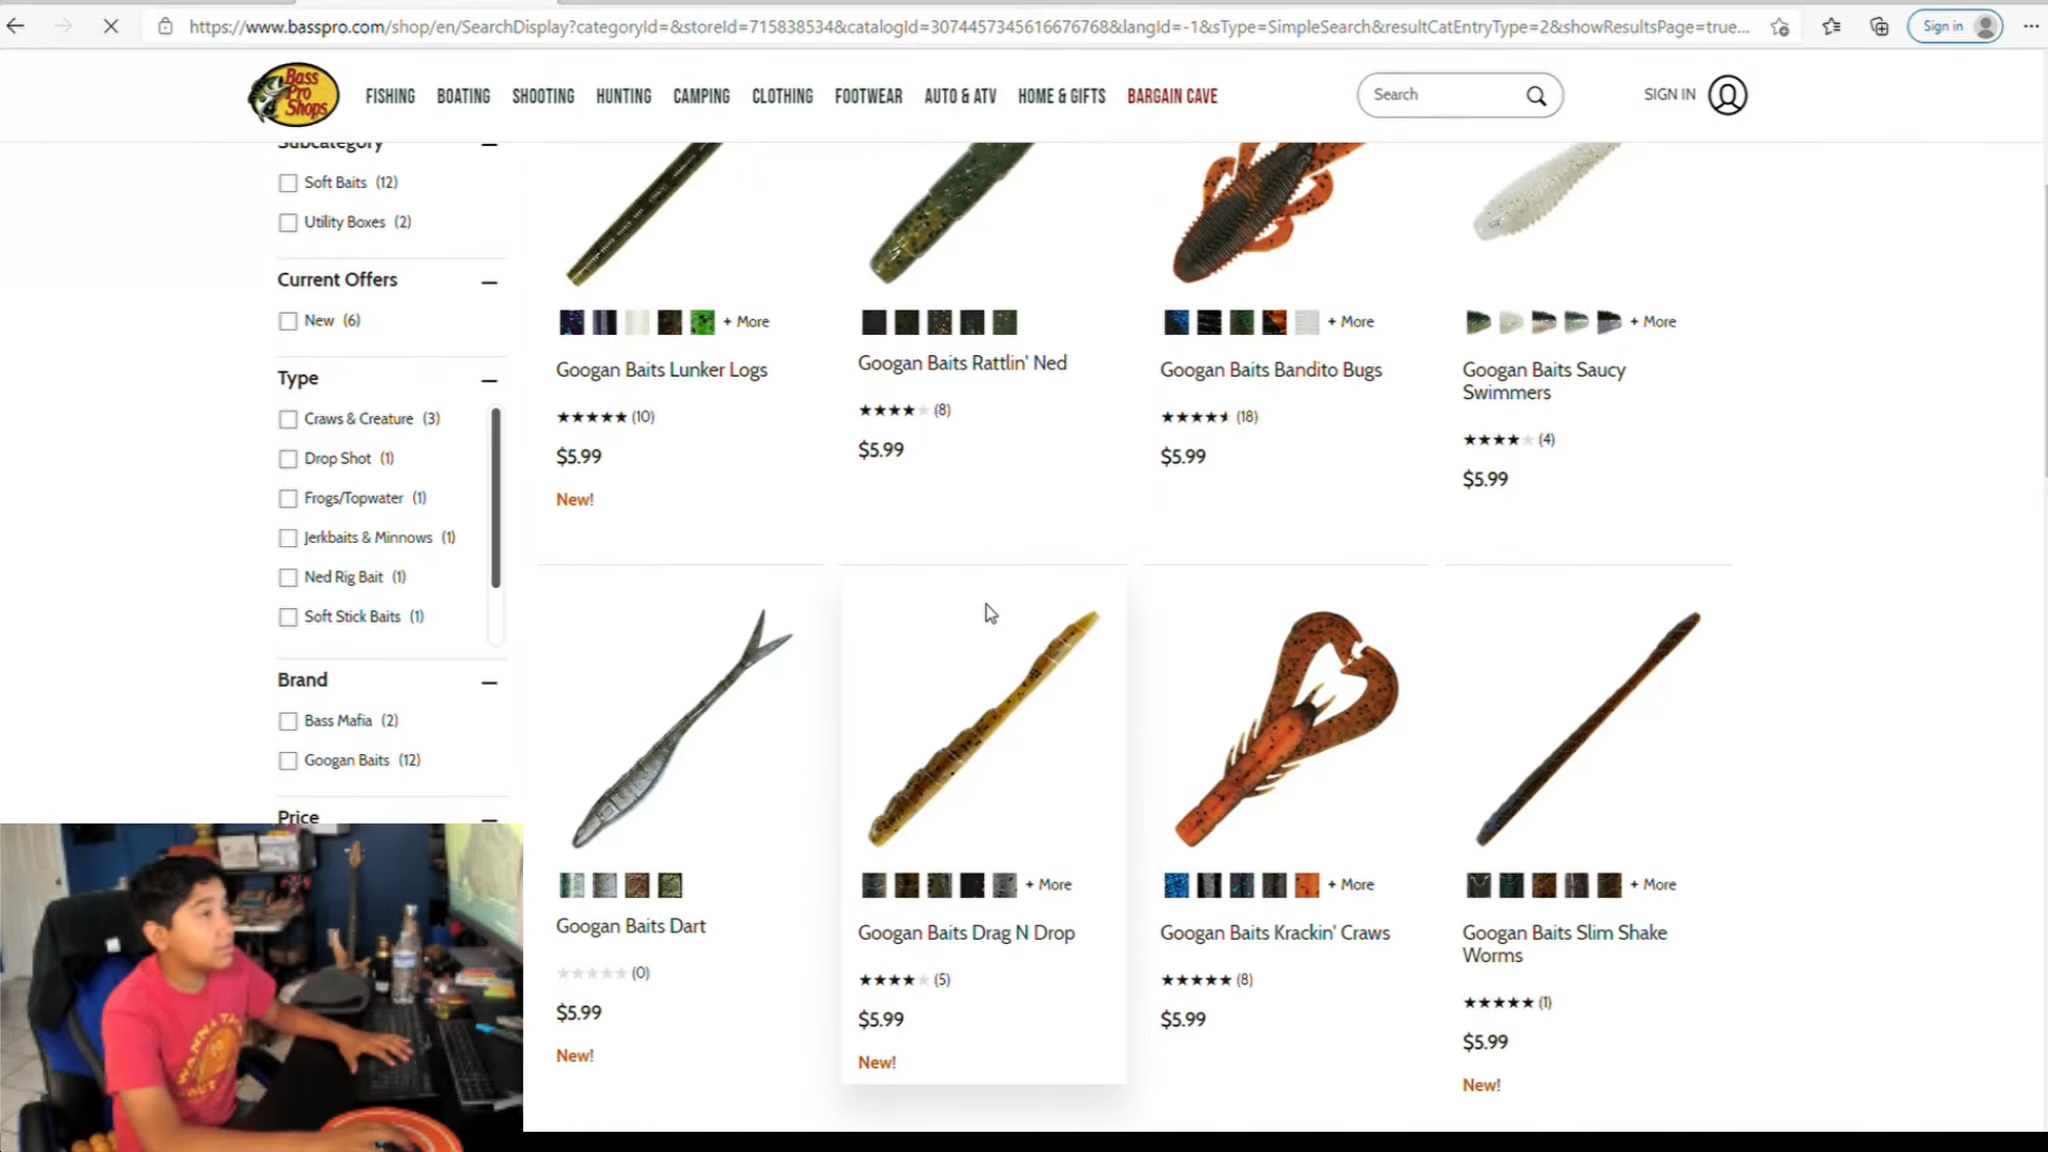 https://www.basspro.com/shop/en/SearchDisplay?categoryId=&storeId=715838534&catalogId=3074457345616676768&langId=-1&sType=SimpleSearch&resultCatEntryType=2&showResultsPage=true...
Sign in
Bass
Pro
Shops
FISHING BOATING SHOOTING HUNTING CAMPING CLOTHING FOOTWEAR AUTO & ATV HOME & GIFTS BARGAIN CAVE
Search
SIGN IN
Subcategory
Soft Baits (12)
Utility Boxes (2)
Current Offers
New (6)
Type
Craws & Creature (3)
Drop Shot (1)
Frogs/Topwater (1)
Jerkbaits & Minnows (1)
Ned Rig Bait (1)
Soft Stick Baits (1)
Brand
Bass Mafia (2)
Googan Baits (12)
Price
+ More
Googan Baits Lunker Logs
(10)
$5.99
New!
Googan Baits Rattlin' Ned
(8)
$5.99
+ More
Googan Baits Bandito Bugs
(18)
$5.99
+ More
Googan Baits Saucy
Swimmers
(4)
$5.99
Googan Baits Dart
(0)
$5.99
New!
+ More
Googan Baits Drag N Drop
(5)
$5.99
New!
+ More
Googan Baits Krackin' Craws
(8)
$5.99
+ More
Googan Baits Slim Shake
Worms
(1)
$5.99
New!